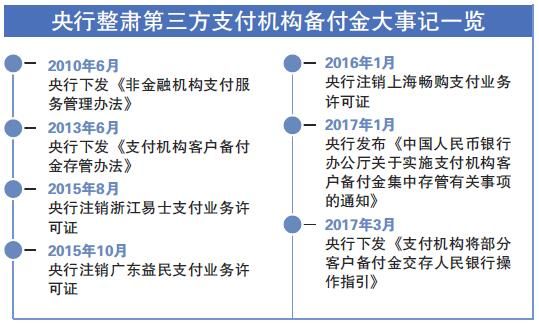 央行整肃第三方支付机构备付金大事记一览
2010年6月
央行下发《非金融机构支付服
务管理办法》
2013年6月
央行下发《支付机构客户备付
金存管办法》
2015年8月
央行注销浙江易士支付业务许
可证
2015年10月
央行注销广东益民支付业务许
可证
2016年1月
央行注销上海畅购支付业务
许可证
2017年1月
央行发布《中国人民币银行
办公厅关于实施支付机构客
户备付金集中存管有关事项
的通知》
2017年3月
央行下发《支付机构将部分
客户备付金交存人民银行操
作指引》